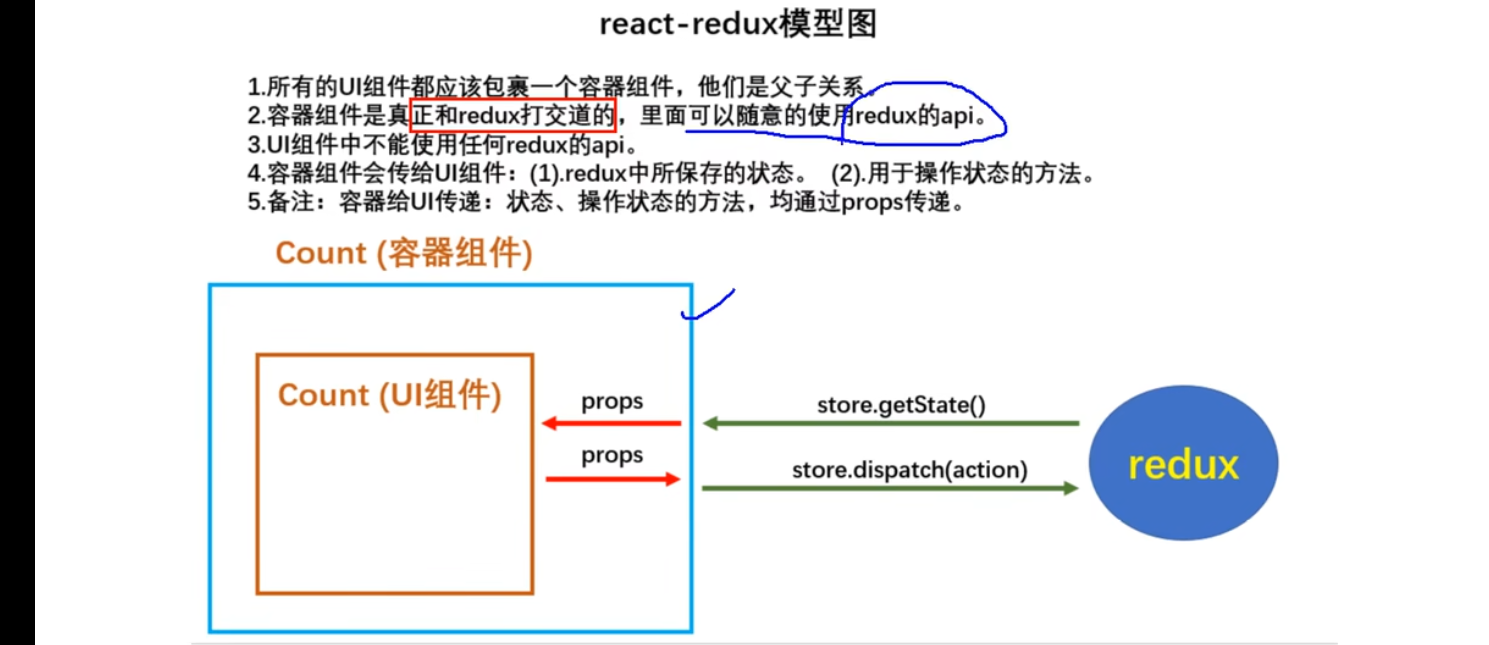 react-redux模型图
1.所有的UI组件都应该包裹一个容器组件，他们是父子关系。
2.容器组件是真正和redux打交道的，里面可以随意的使用redux的api。
3.UI组件中不能使用任何redux的api。
4.容器组件会传给UI组件：(1).redux中所保存的状态。 (2).用于操作状态的方法。
5.备注：容器给UI传递：状态、操作状态的方法，均通过props传递。
Count (容器组件)
Count (UI组件)
props
store.getState()
props
store.dispatch(action)
redux